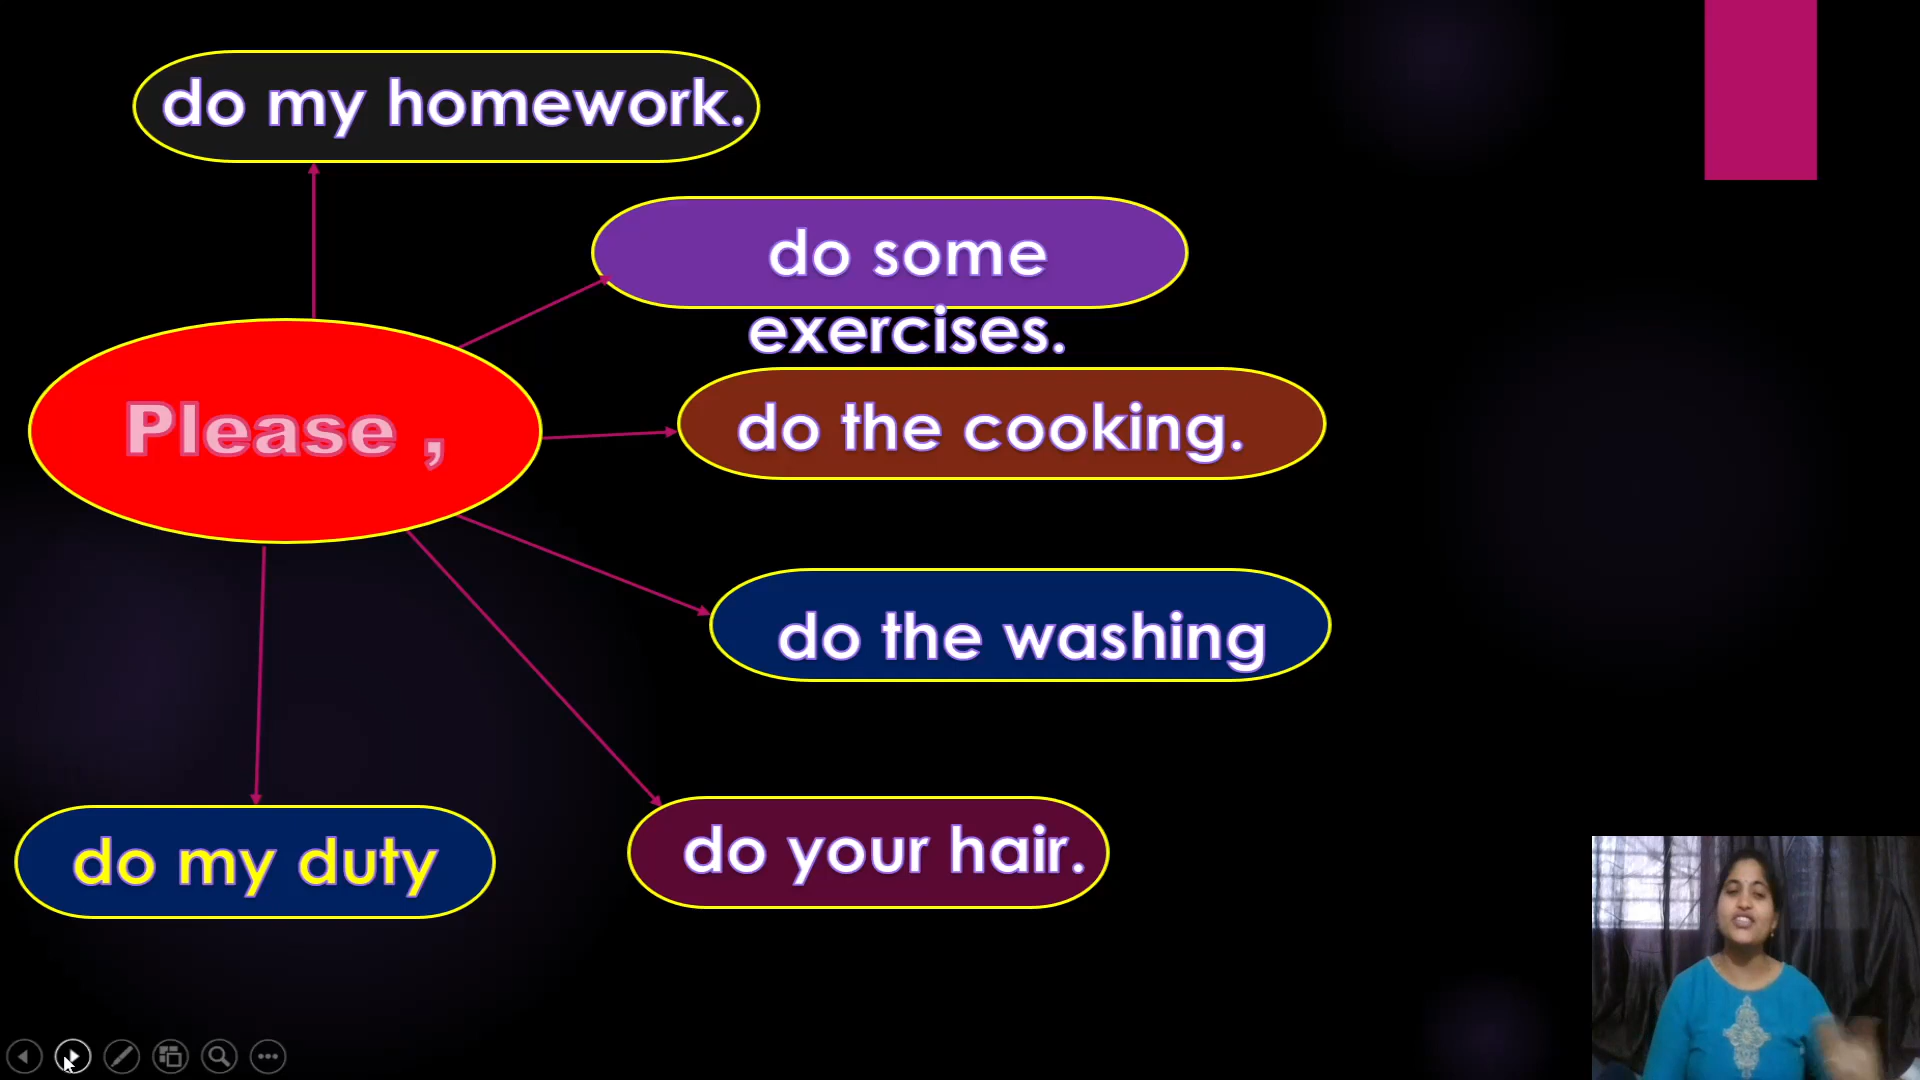 do my homework.
do some
exercises.
Please ,
do the cooking.
do the washing
do my duty
do your hair.